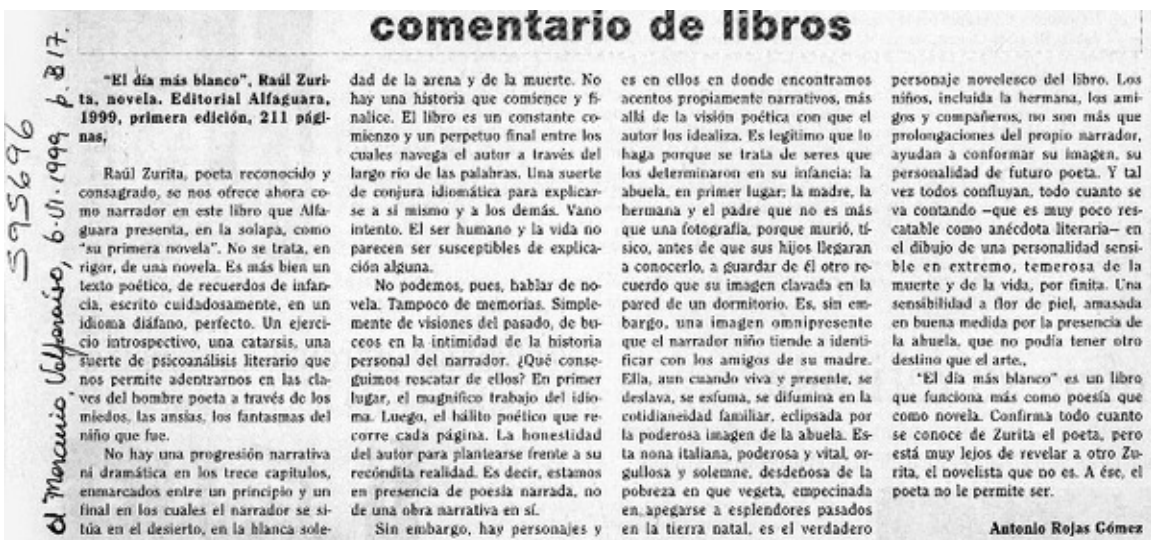 comentario de libros
"El día más blanco", Raúl Zuri-
ta, novela. Editorial Alfaguara,
1999, primera edición, 211 pági-
nas,
Raúl Zurita, poeta reconocido y
consagrado, se nos ofrece ahora co-
mo narrador en este libro que Alfa-
guara presenta, en la solapa, como
"su primera novela". No se trata, en
rigor, de una novela. Es más bien un
texto poético, de recuerdos de infan-
cia, escrito cuidadosamente, en un
idioma diáfano, perfecto. Un ejerci-
cio introspectivo, una catarsis, una
suerte de psicoanálisis literario que
nos permite adentrarnos en las cla-
ves del hombre poeta a través de los
miedos, las ansias, los fantasmas del
niño que fue.
No hay una progresión narrativa
ni dramática en los trece capítulos,
enmarcados entre un principio y un
final en los cuales el narrador se si-
túa en el desierto, en la blanca sole-
dad de la arena y de la muerte. No
hay una historia que comience y fi-
nalice. El libro es un constante co-
mienzo y un perpetuo final entre los
cuales navega el autor a través del
largo río de las palabras. Una suerte
de conjura idiomática para explicar-
se a sí mismo y a los demás. Vano
intento. El ser humano y la vida no
parecen ser susceptibles de explica-
ción alguna.
No podemos, pues, hablar de no-
vela. Tampoco de memorias. Simple-
mente de visiones del pasado, de bu-
ceos en la intimidad de la historia
personal del narrador. ¿Qué conse-
guimos rescatar de ellos? En primer
lugar, el magnífico trabajo del idio-
ma. Luego, el hálito poético que re-
corre cada página. La honestidad
del autor para plantearse frente a su
recóndita realidad. Es decir, estamos
en presencia de poesía narrada, no
de una obra narrativa en sí.
Sin embargo, hay personajes y
es en ellos en donde encontramos
acentos propiamente narrativos, más
allá de la visión poética con que el
autor los idealiza. Es legítimo que lo
haga porque se trata de seres que
los determinaron en su infancia: la
abuela, en primer lugar; la madre, la
hermana y el padre que no es más
que una fotografía, porque murió, tí-
sico, antes de que sus hijos llegaran
a conocerlo, a guardar de él otro re-
cuerdo que su imagen clavada en la
pared de un dormitorio. Es, sin em-
bargo, una imagen omnipresente
que el narrador niño tiende a identi-
ficar con los amigos de su madre.
Ella, aun cuando viva y presente, se
deslava, se esfuma, se difumina en la
cotidianeidad familiar, eclipsada por
la poderosa imagen de la abuela. Es-
ta nona italiana, poderosa y vital, or-
gullosa y solemne, desdeñosa de la
pobreza en que vegeta, empecinada
en apegarse a esplendores pasados
en la tierra natal, es el verdadero
personaje novelesco del libro. Los
niños, incluida la hermana, los ami-
gos y compañeros, no son más que
prolongaciones del propio narrador,
ayudan a conformar su imagen, su
personalidad de futuro poeta. Y tal
vez todos confluyan, todo cuanto se
va contando —que es muy poco res-
catable como anécdota literaria— en
el dibujo de una personalidad sensi-
ble en extremo, temerosa de la
muerte y de la vida, por finita. Una
sensibilidad a flor de piel, amasada
en buena medida por la presencia de
la abuela, que no podía tener otro
destino que el arte.
"El día más blanco" es un libro
que funciona más como poesía que
como novela. Confirma todo cuanto
se conoce de Zurita el poeta, pero
está muy lejos de revelar a otro Zu-
rita, el novelista que no es. A ése, el
poeta no le permite ser.
Antonio Rojas Gómez
595696
El Mercurio, Valparaíso, 6-VI-1999 p. B17.